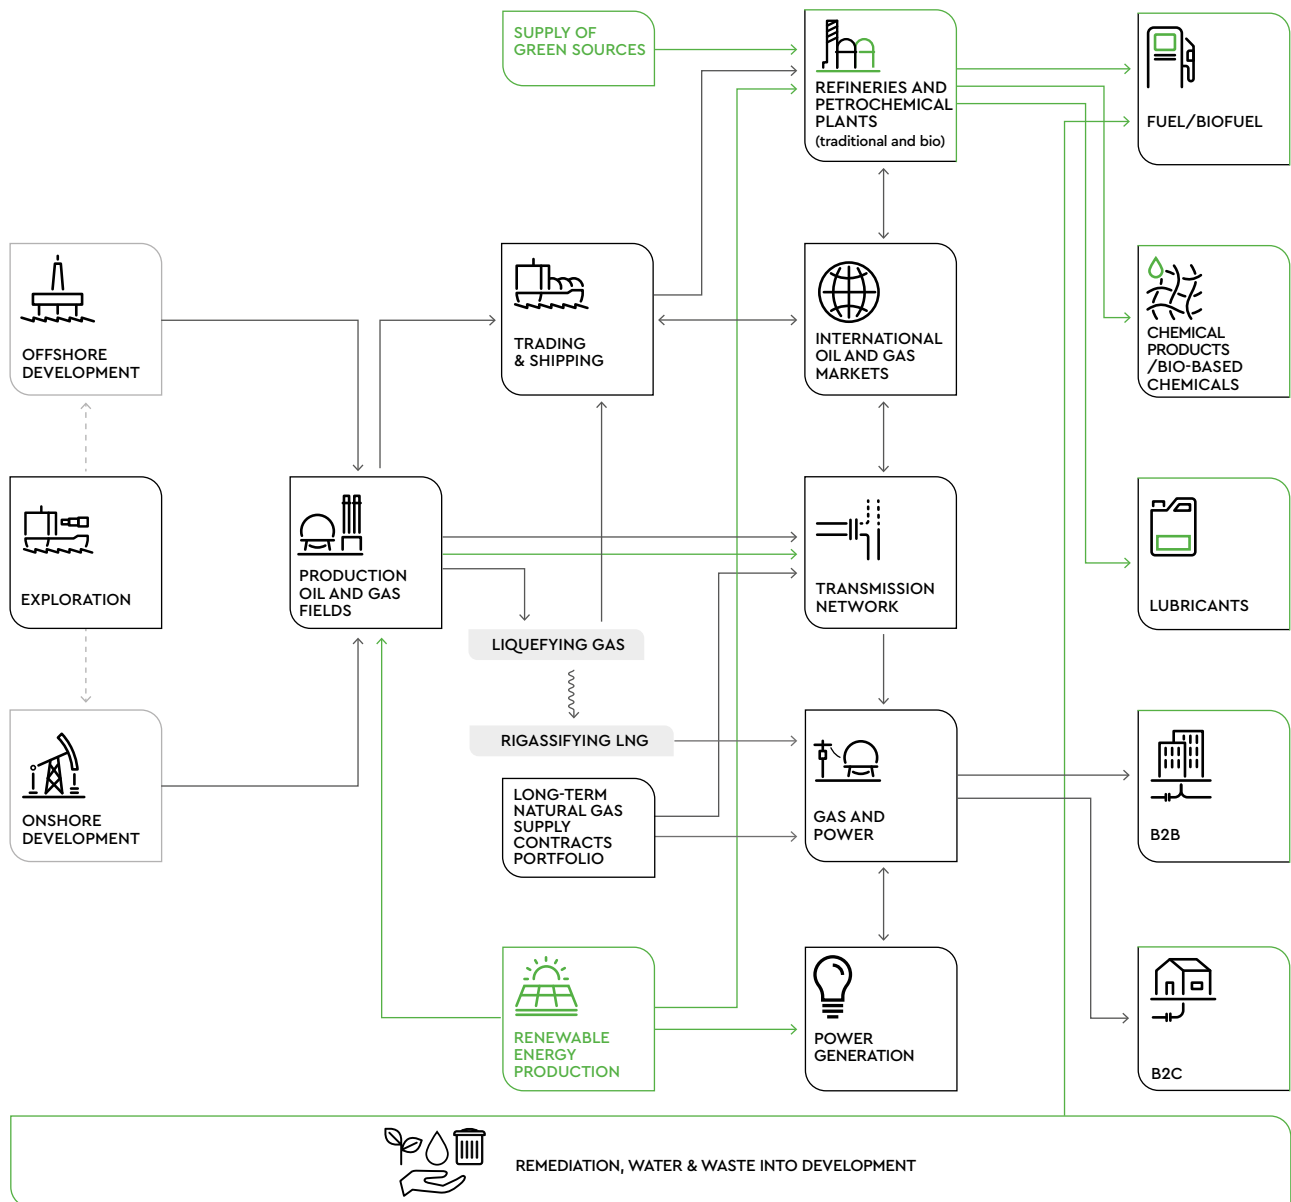 SUPPLY OF
GREEN SOURCES
REFINERIES AND
PETROCHEMICAL
PLANTS
(traditional and bio)
FUEL/BIOFUEL
OFFSHORE
DEVELOPMENT
TRADING
& SHIPPING
INTERNATIONAL
OIL AND GAS
MARKETS
CHEMICAL
PRODUCTS
/BIO-BASED
CHEMICALS
EXPLORATION
PRODUCTION
OIL AND GAS
FIELDS
TRANSMISSION
NETWORK
LUBRICANTS
LIQUEFYING GAS
RIGASSIFYING LNG
ONSHORE
DEVELOPMENT
LONG-TERM
NATURAL GAS
SUPPLY
CONTRACTS
PORTFOLIO
GAS AND
POWER
B2B
RENEWABLE
ENERGY
PRODUCTION
POWER
GENERATION
B2C
REMEDIATION, WATER & WASTE INTO DEVELOPMENT